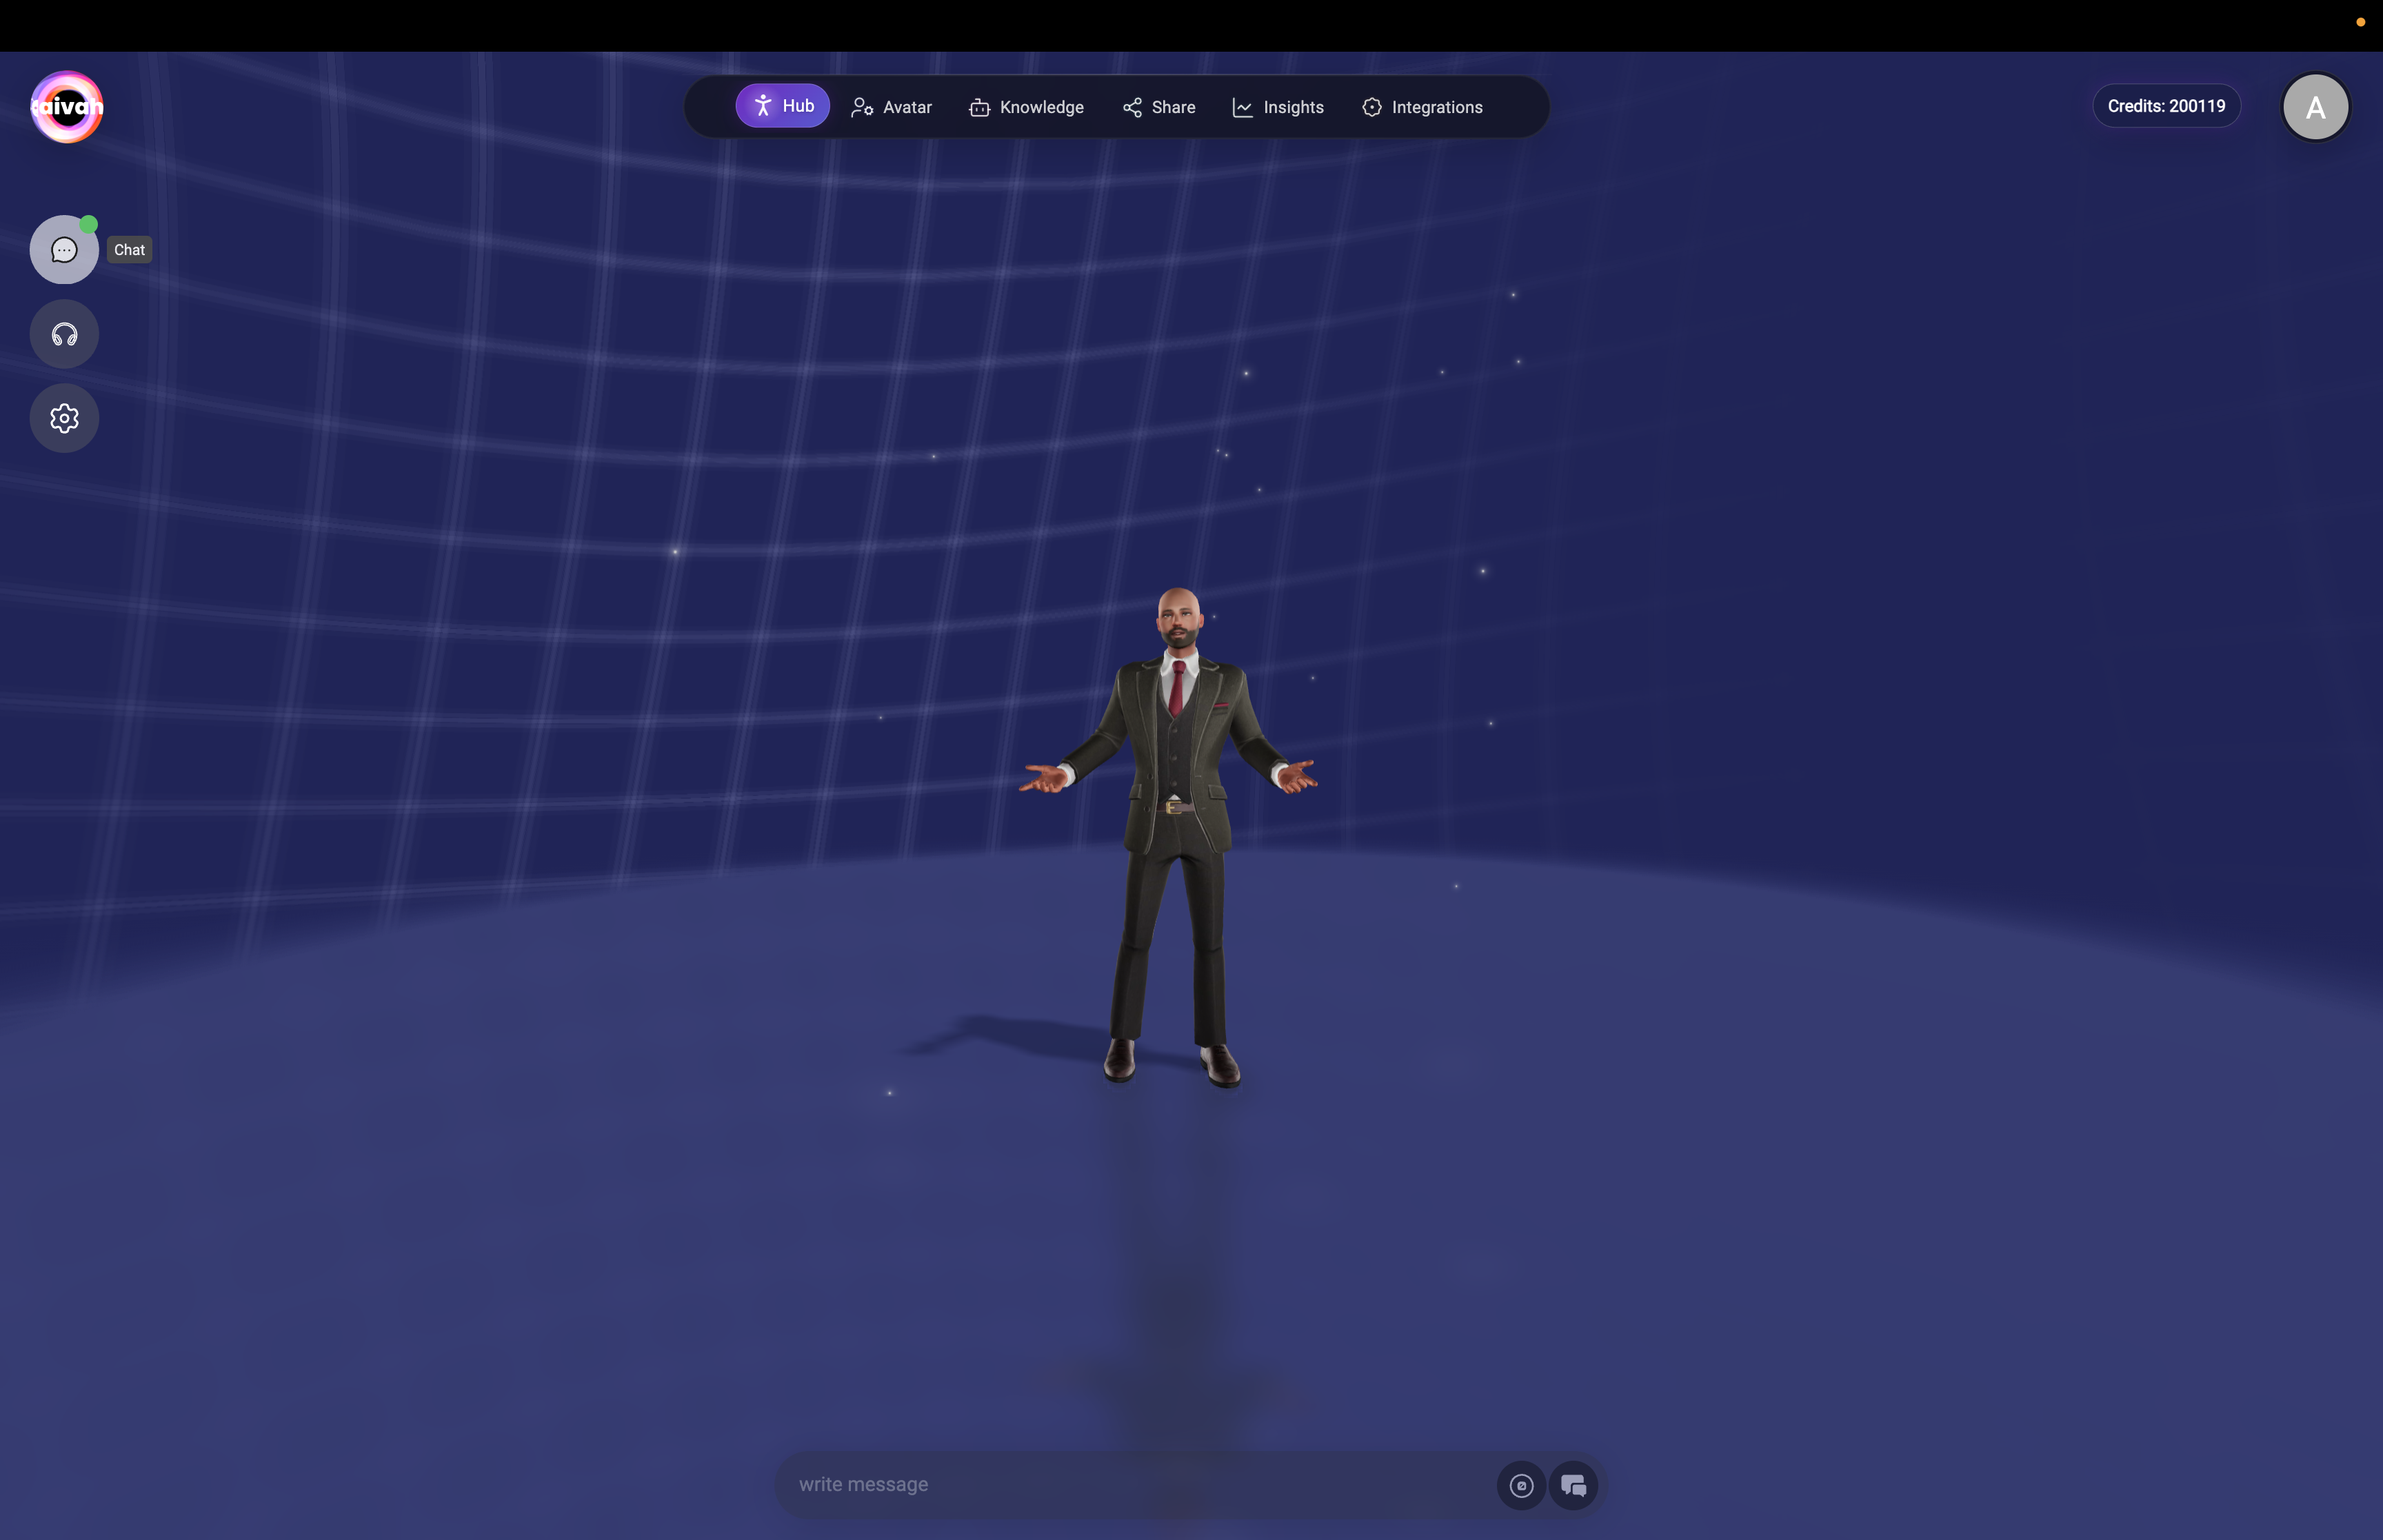 aivah
Hub
Avatar
Knowledge
Share
Insights
Integrations
Credits: 200119
A
Chat
write message